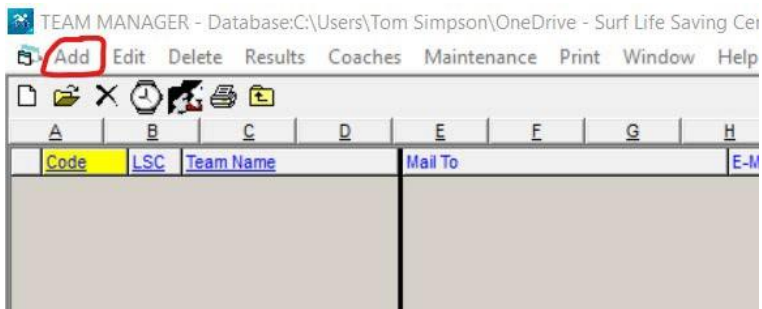 TEAM MANAGER - Database:C:\Users\Tom Simpson\OneDrive - Surf Life Saving Cer
Add Edit Delete Results Coaches Maintenance Print Window Help
A B C D E F G H
Code LSC Team Name Mail To E-M